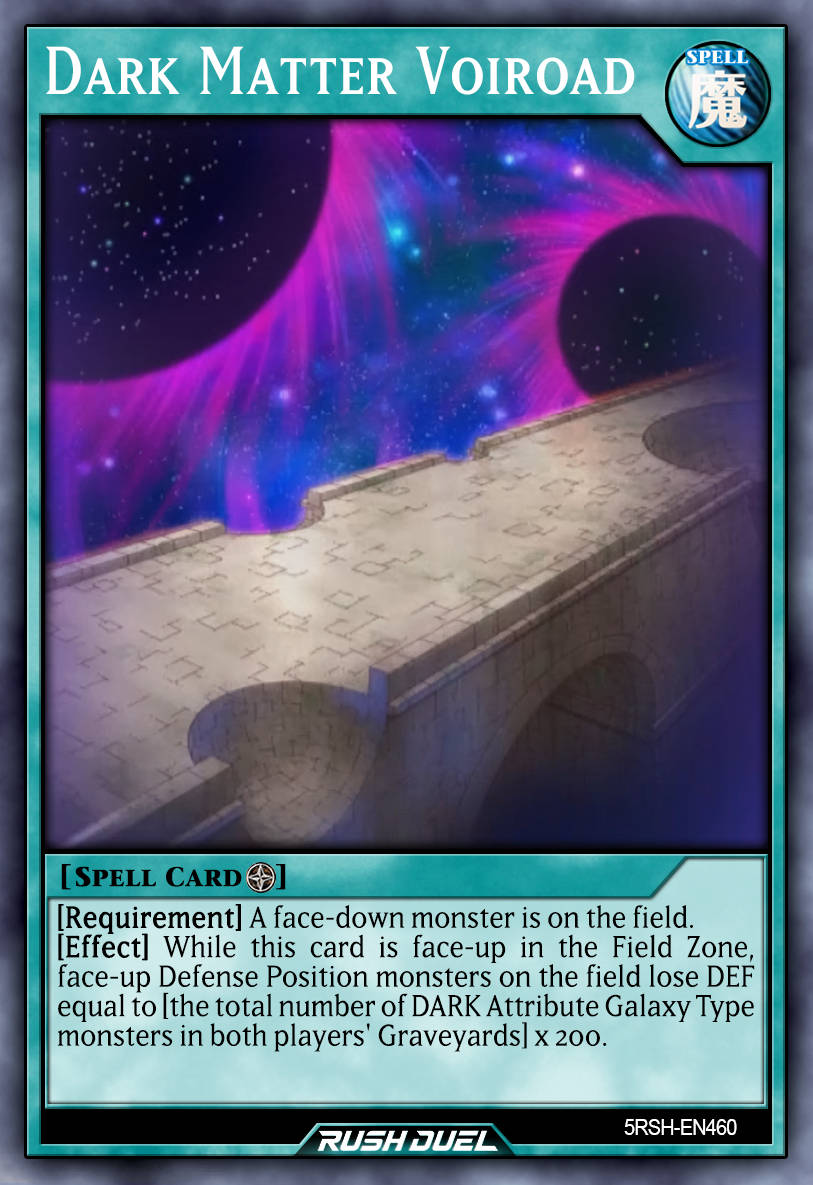 Dark Matter Voiroad
SPELL
魔
[Spell Card]
[Requirement] A face-down monster is on the field.
[Effect] While this card is face-up in the Field Zone,
face-up Defense Position monsters on the field lose DEF
equal to [the total number of DARK Attribute Galaxy Type
monsters in both players' Graveyards] x 200.
5RSH-EN460
RUSH DUEL